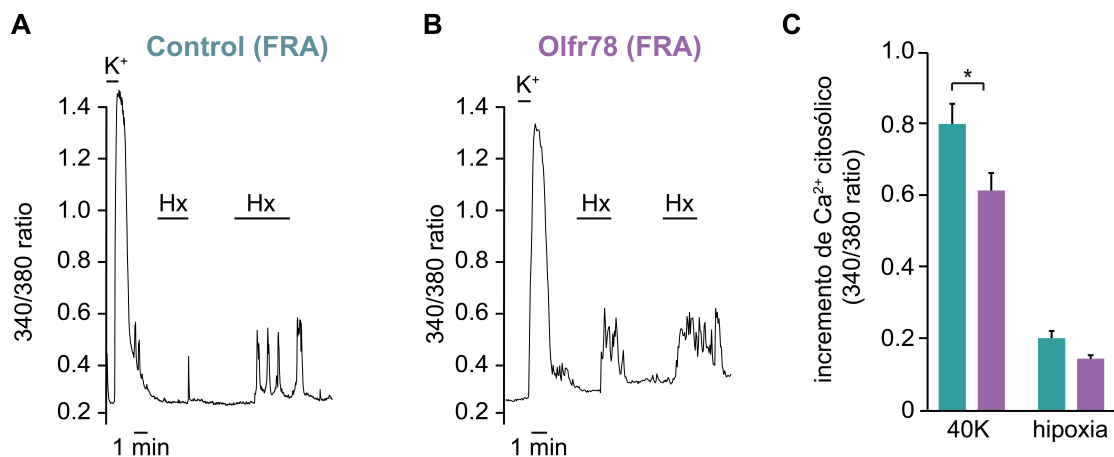 A
Control (FRA)
K⁺
1.4
1.2
1.0
0.8
0.6
0.4
0.2
340/380 ratio
Hx
Hx
1 min
B
Olfr78 (FRA)
K⁺
1.4
1.2
1.0
0.8
0.6
0.4
0.2
340/380 ratio
Hx
Hx
1 min
C
incremento de Ca²⁺ citosólico
(340/380 ratio)
1.0
0.8
0.6
0.4
0.2
0
*
40K
hipoxia